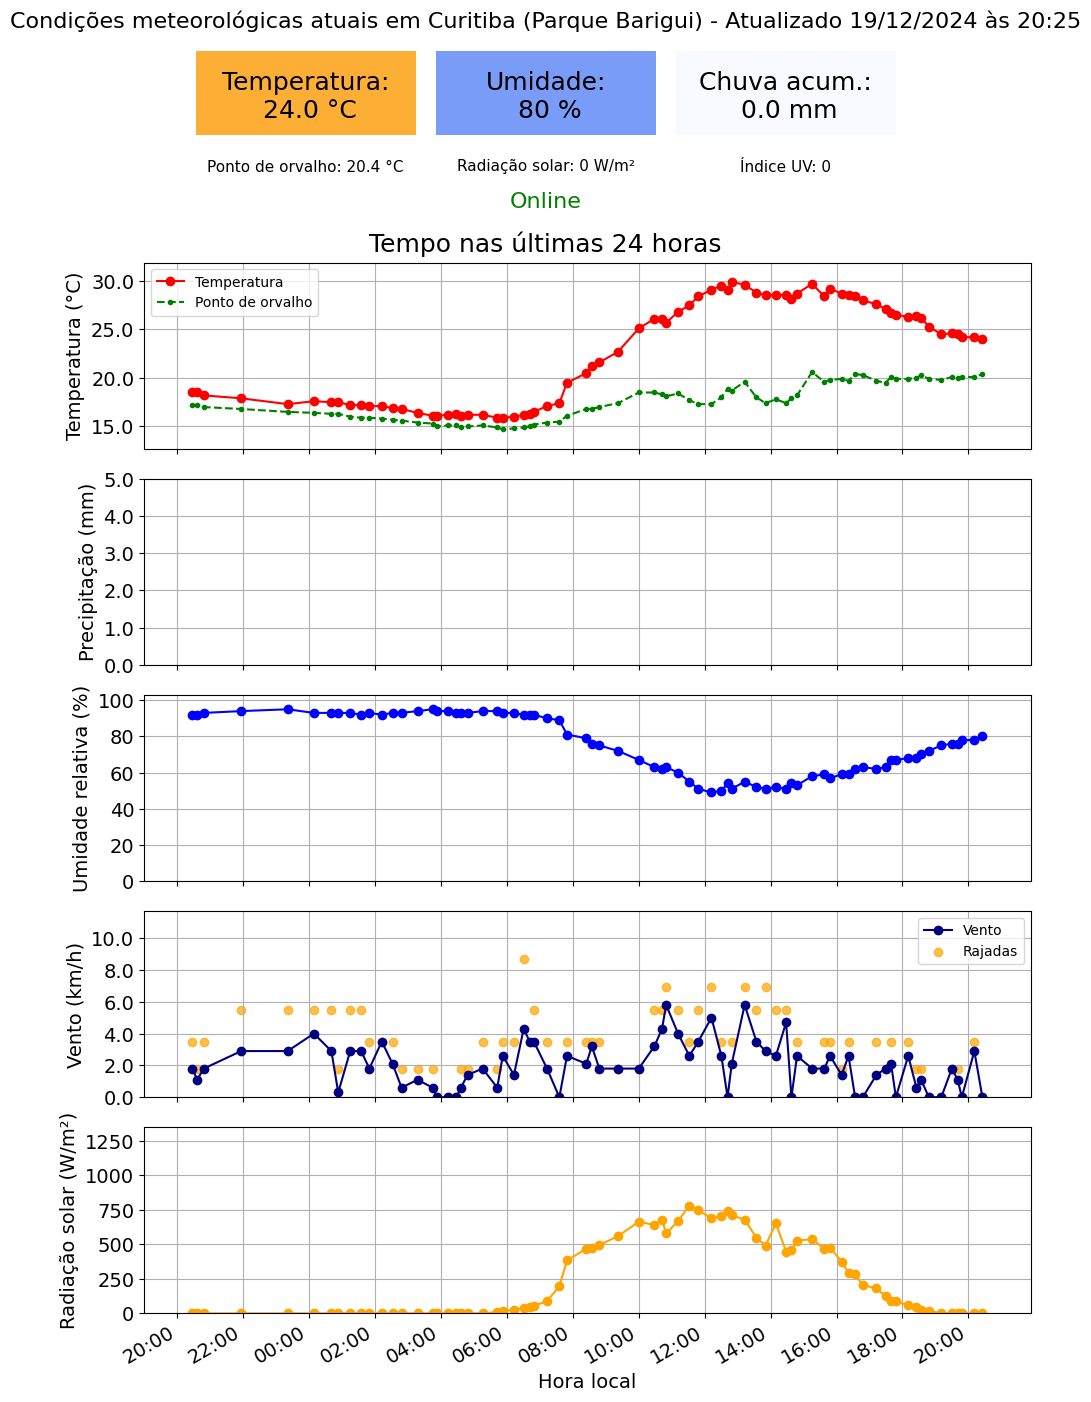 Condições meteorológicas atuais em Curitiba (Parque Barigui) - Atualizado 19/12/2024 às 20:25
Temperatura:
24.0 °C
Umidade:
80 %
Chuva acum.:
0.0 mm
Ponto de orvalho: 20.4 °C
Radiação solar: 0 W/m²
Índice UV: 0
Online
Tempo nas últimas 24 horas
Temperatura (°C)
30.0
25.0
20.0
15.0
Temperatura
Ponto de orvalho
Precipitação (mm)
5.0
4.0
3.0
2.0
1.0
0.0
Umidade relativa (%)
100
80
60
40
20
0
Vento (km/h)
10.0
8.0
6.0
4.0
2.0
0.0
Vento
Rajadas
Radiação solar (W/m²)
1250
1000
750
500
250
0
20:00
22:00
00:00
02:00
04:00
06:00
08:00
10:00
12:00
14:00
16:00
18:00
20:00
Hora local